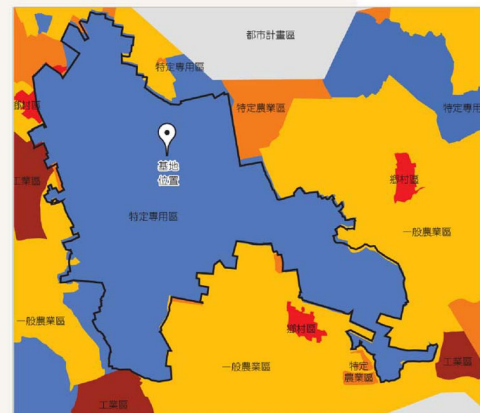 都市計畫區
特定專用區
特定農業區
特定專用
鄉村區
基地
位置
工業區
鄉村區
特定專用區
一般農業區
一般農業區
鄉村區
一般農業區
特定
農業區
工業區
工業區